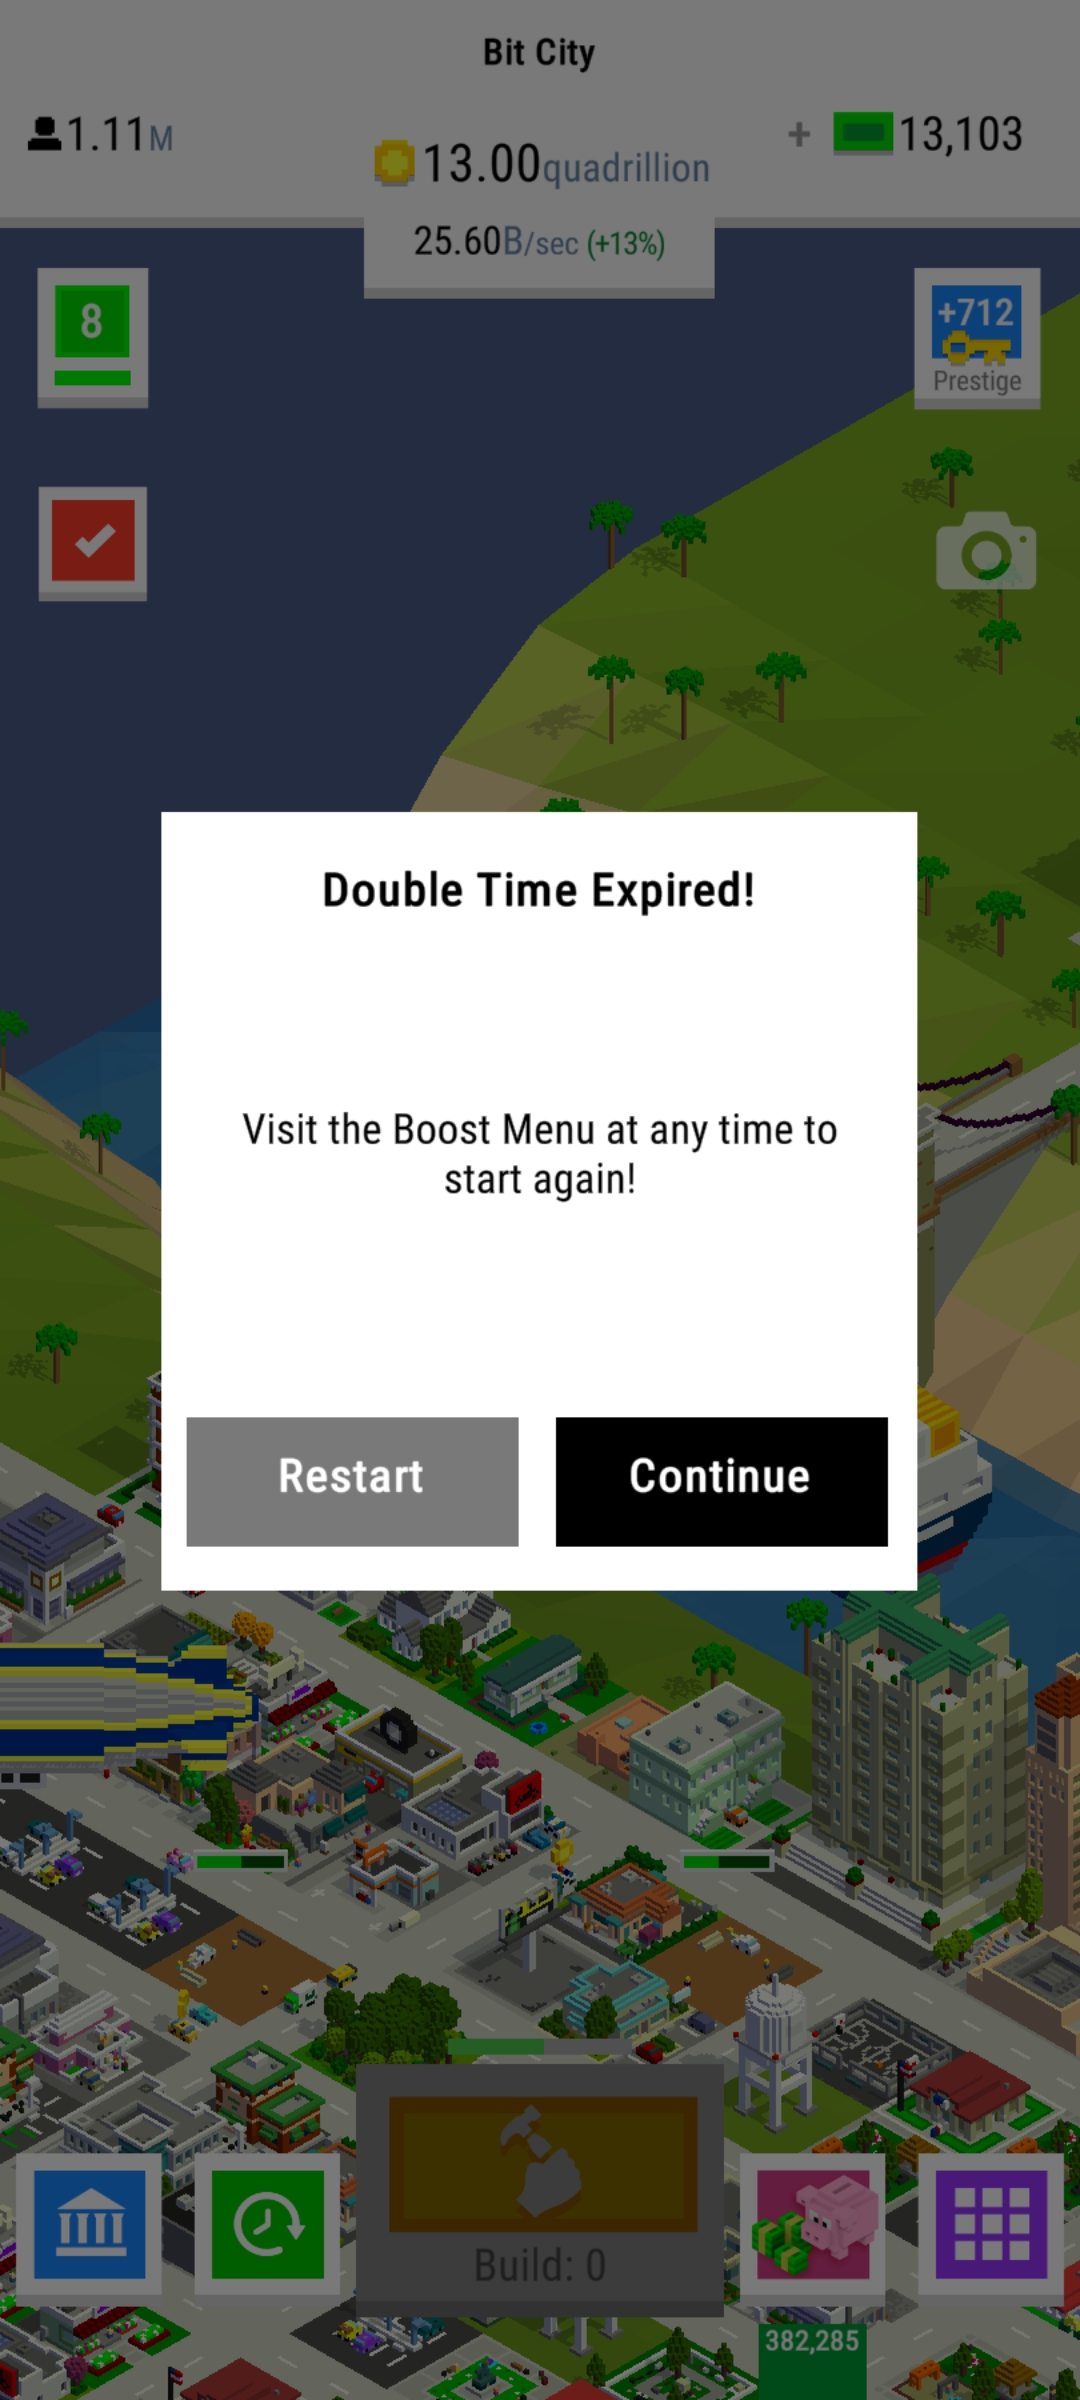 Bit City
1.11M
13.00quadrillion
+ 13,103
25.60B/sec (+13%)
8
+712
Prestige
Double Time Expired!
Visit the Boost Menu at any time to
start again!
Restart
Continue
Build: 0
382,285